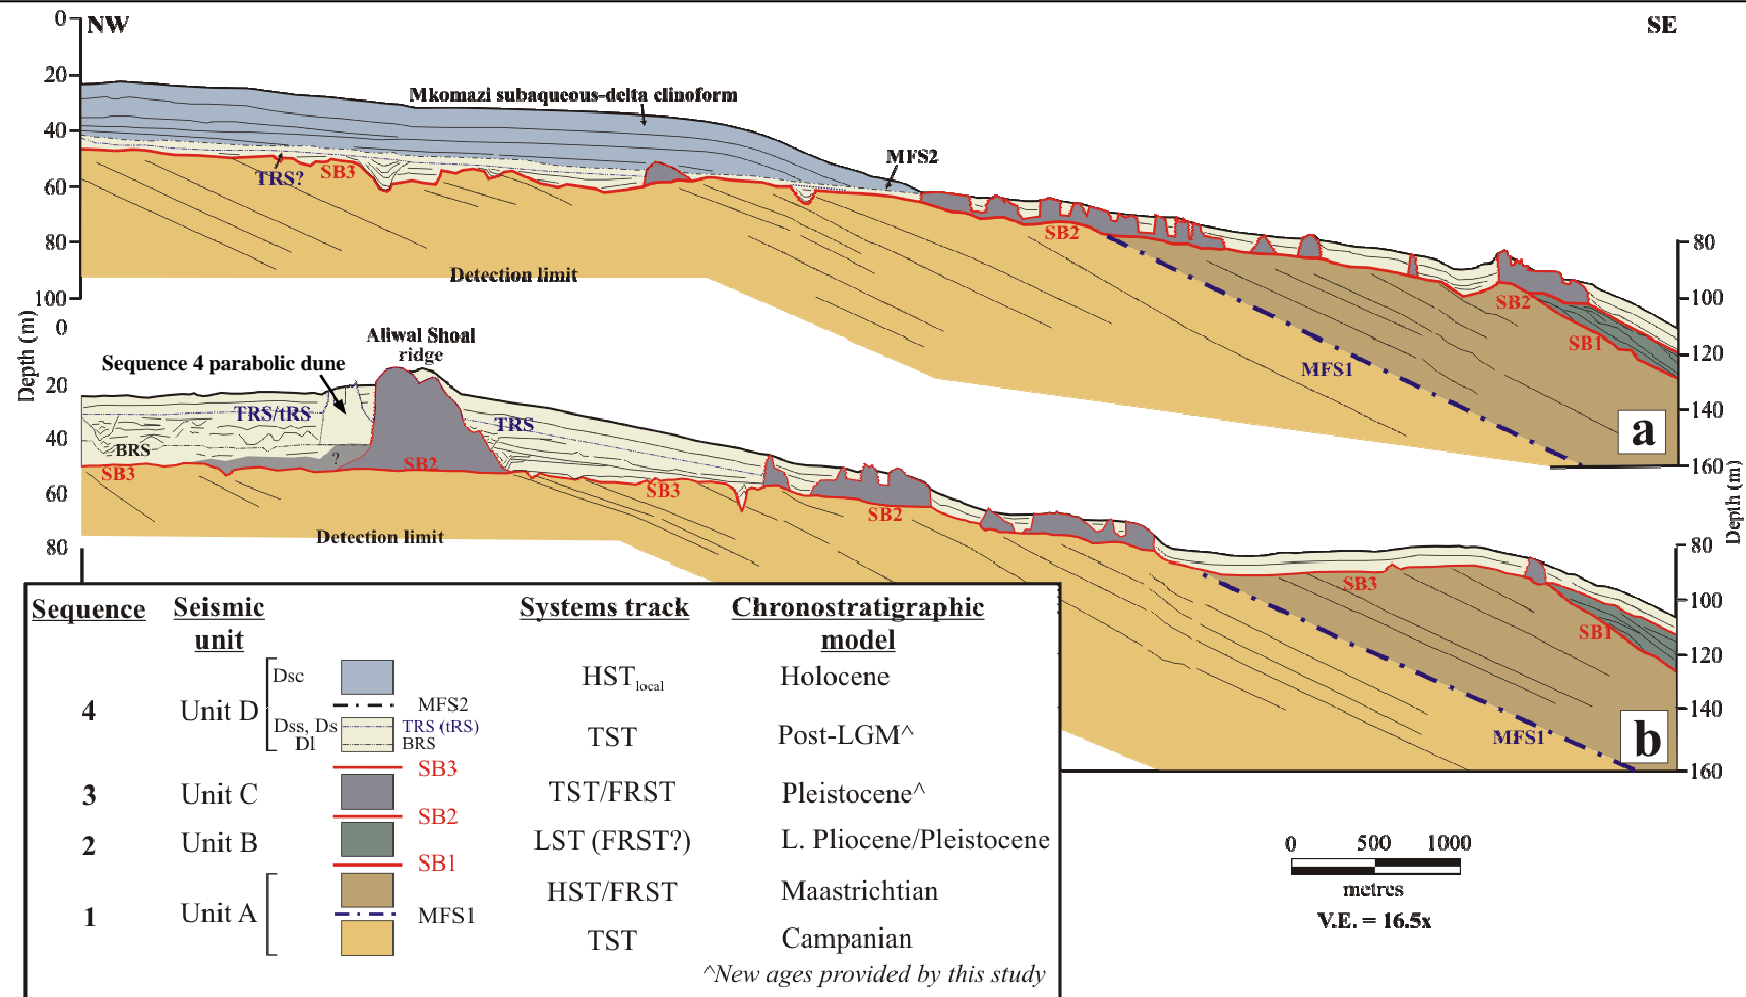 NW
SE
0
20
40
60
80
100
Depth (m)
Mkomazi subaqueous-delta clinoform
MFS2
TRS?
SB3
SB2
Detection limit
MFS1
SB2
SB1
80
100
120
140
160
a
0
20
40
60
80
Aliwal Shoal
ridge
Sequence 4 parabolic dune
TRS/tRS
TRS
BRS
?
SB3
SB2
SB3
SB2
Detection limit
SB3
SB1
MFS1
Depth (m)
80
100
120
140
160
b
Sequence
Seismic
unit
Systems track
Chronostratigraphic
model
4
Unit D
Dsc
HSTlocal
Holocene
MFS2
Dss, Ds
Dl
TRS (tRS)
BRS
TST
Post-LGM^
SB3
3
Unit C
TST/FRST
Pleistocene^
SB2
2
Unit B
LST (FRST?)
L. Pliocene/Pleistocene
SB1
1
Unit A
HST/FRST
Maastrichtian
MFS1
TST
Campanian
^New ages provided by this study
0 500 1000
metres
V.E. = 16.5x